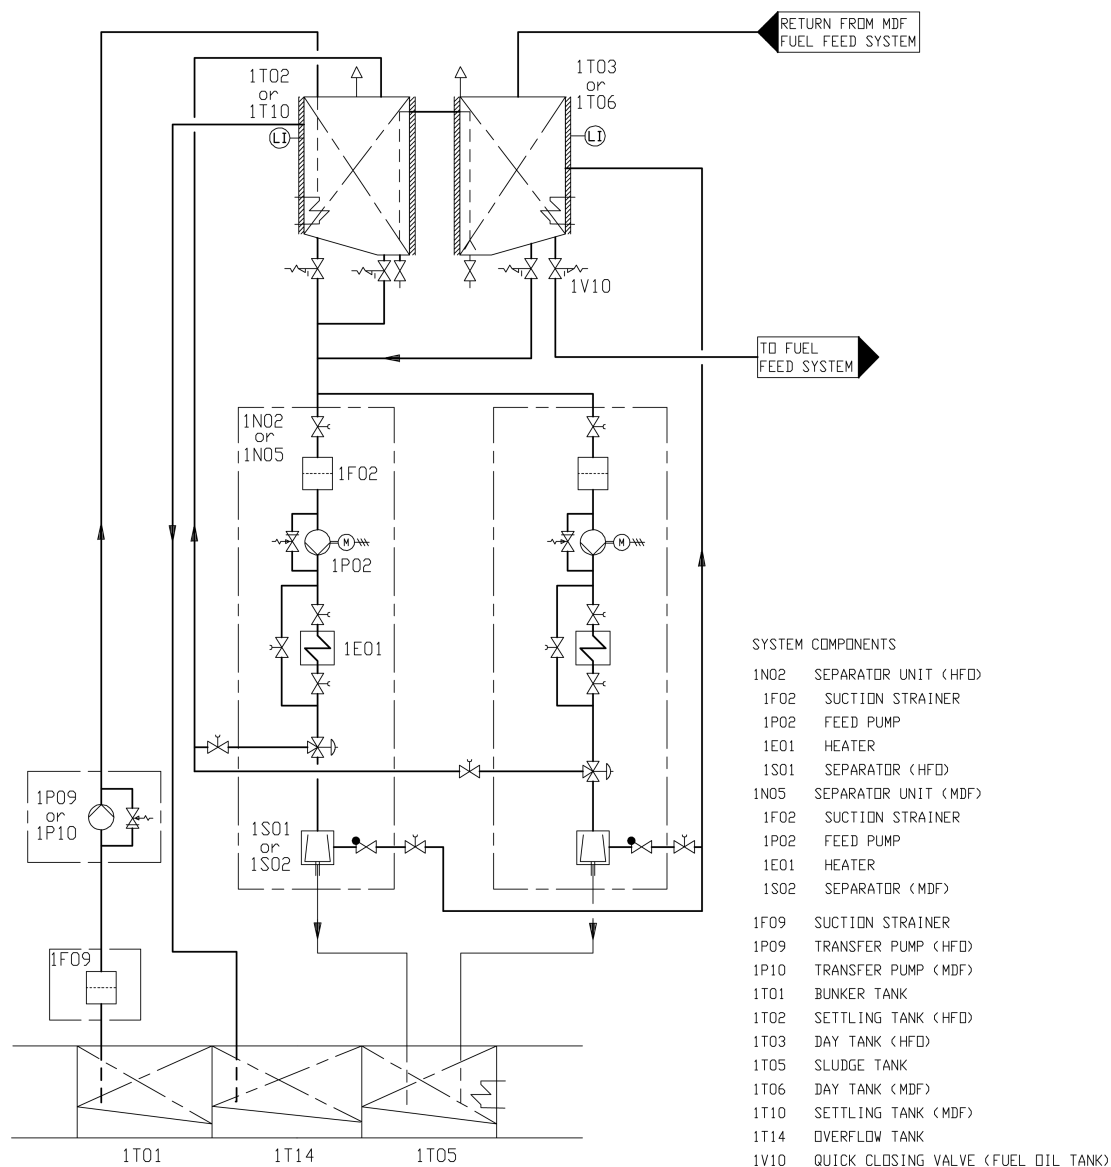 RETURN FROM MDF
FUEL FEED SYSTEM
1T02
or
1T10
1T03
or
1T06
LI
LI
1V10
TO FUEL
FEED SYSTEM
1N02
or
1N05
1F02
M
M
1P02
1E01
1P09
or
1P10
1S01
or
1S02
1F09
1T01
1T14
1T05
SYSTEM COMPONENTS
1N02 SEPARATOR UNIT (HFO)
1F02 SUCTION STRAINER
1P02 FEED PUMP
1E01 HEATER
1S01 SEPARATOR (HFO)
1N05 SEPARATOR UNIT (MDF)
1F02 SUCTION STRAINER
1P02 FEED PUMP
1E01 HEATER
1S02 SEPARATOR (MDF)
1F09 SUCTION STRAINER
1P09 TRANSFER PUMP (HFO)
1P10 TRANSFER PUMP (MDF)
1T01 BUNKER TANK
1T02 SETTLING TANK (HFO)
1T03 DAY TANK (HFO)
1T05 SLUDGE TANK
1T06 DAY TANK (MDF)
1T10 SETTLING TANK (MDF)
1T14 OVERFLOW TANK
1V10 QUICK CLOSING VALVE (FUEL OIL TANK)